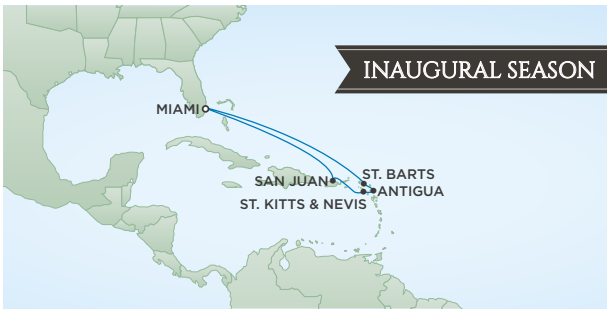 INAUGURAL SEASON
MIAMI
ST. BARTS
SAN JUAN
ANTIGUA
ST. KITTS & NEVIS